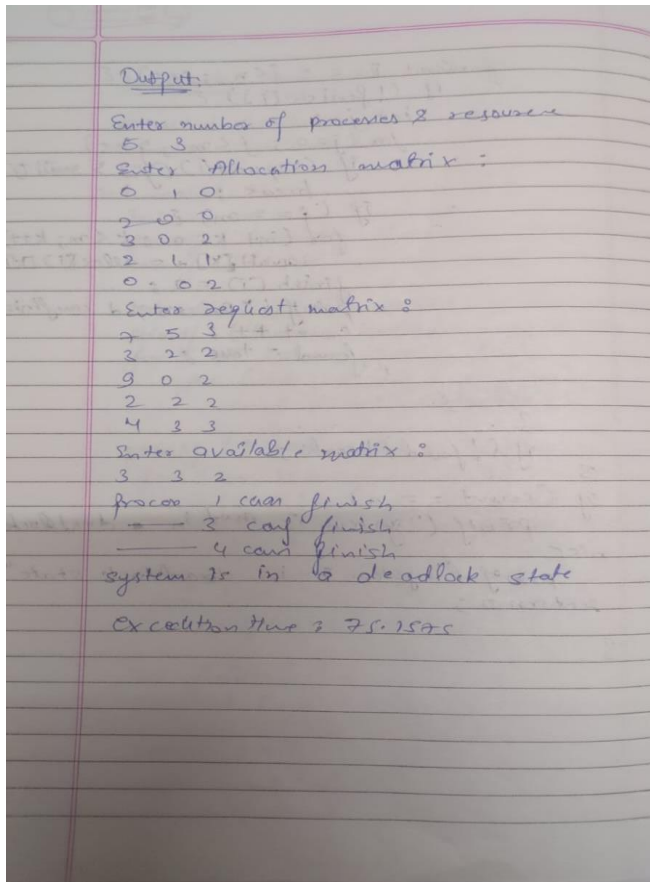 Output:
Enter number of processes & resource
5 3
Enter Allocation matrix :
0 1 0
2 0 0
3 0 2
2 1 1
0 0 2
Enter request matrix :
7 5 3
3 2 2
9 0 2
2 2 2
4 3 3
Enter available matrix :
3 3 2
Process 1 can finish
—— 3 can finish
—— 4 can finish
system is in a deadlock state
execution time : 75.157s